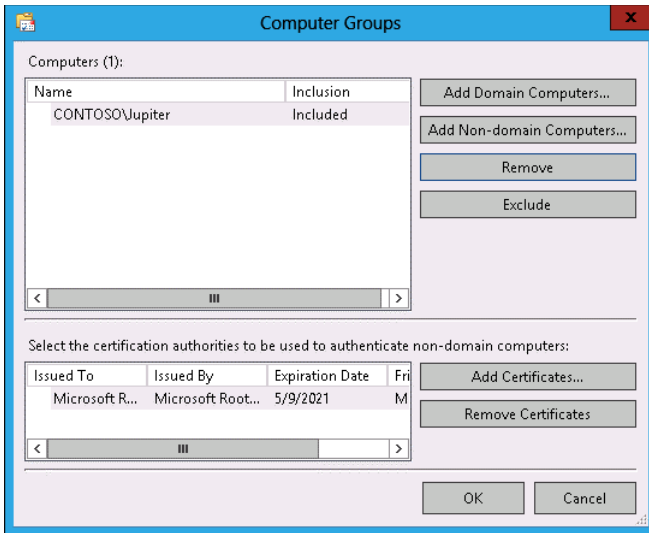 Computer Groups
x
Computers (1):
Name Inclusion
CONTOSO\Jupiter Included
Add Domain Computers...
Add Non-domain Computers...
Remove
Exclude
Select the certification authorities to be used to authenticate non-domain computers:
Issued To Issued By Expiration Date Fri
Microsoft R... Microsoft Root... 5/9/2021 M
Add Certificates...
Remove Certificates
OK Cancel